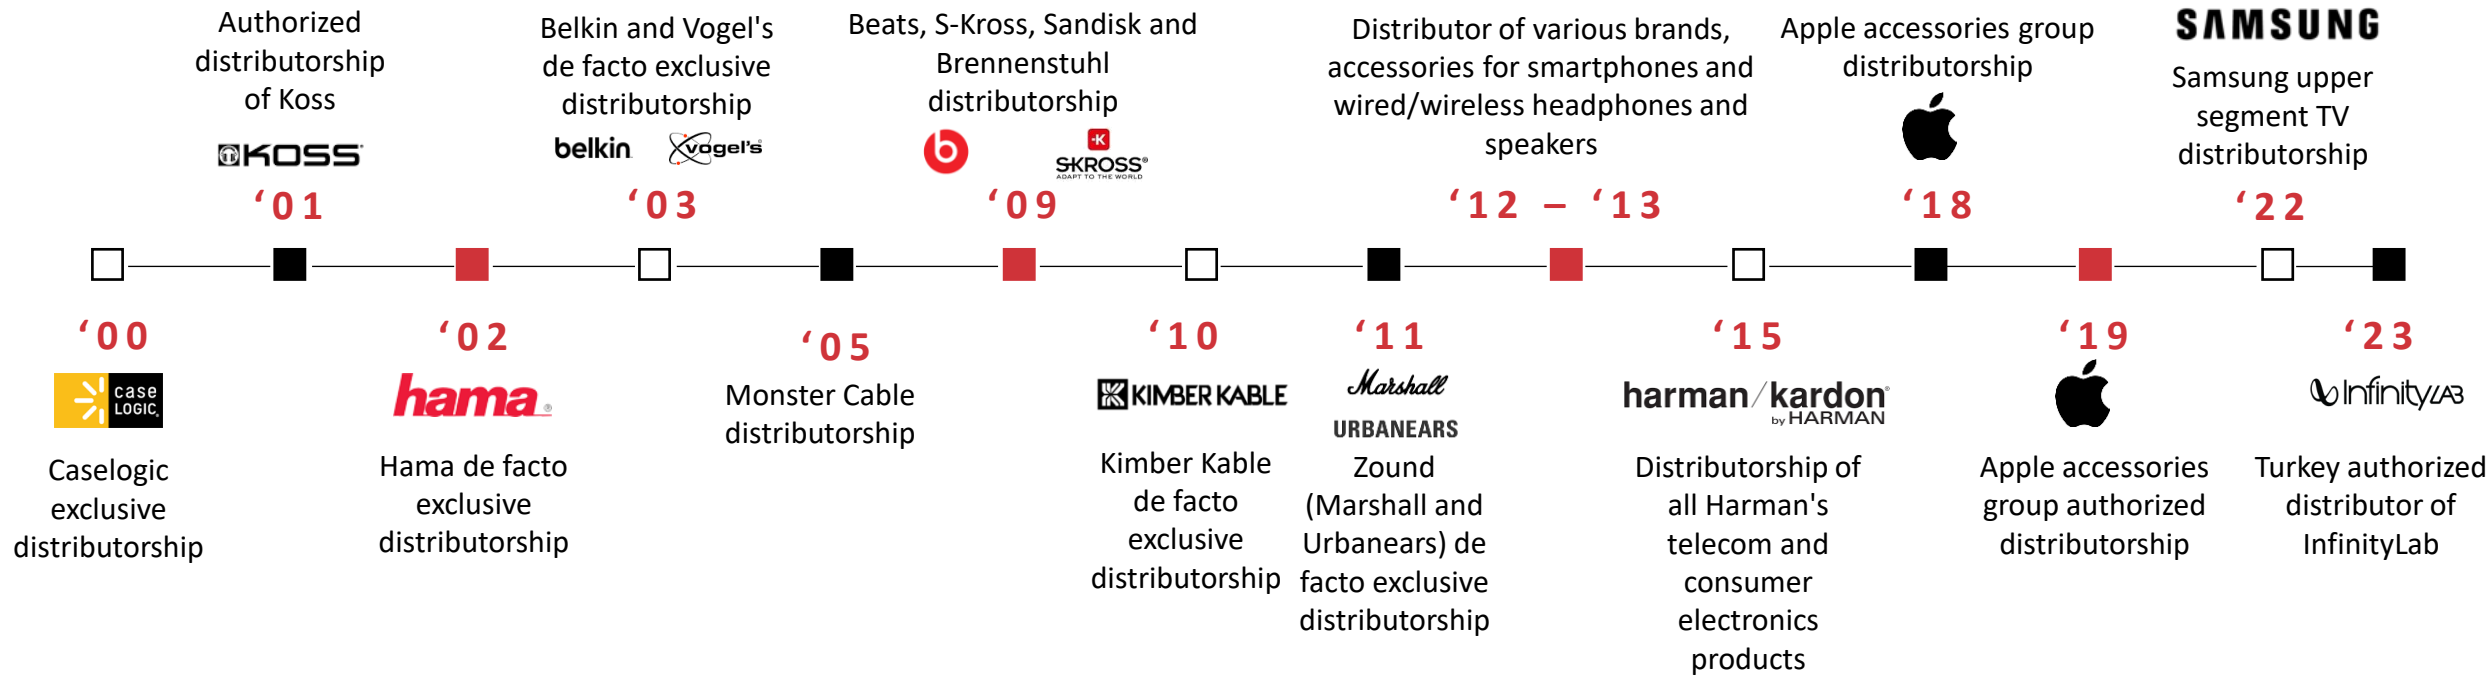 Authorized
distributorship
of Koss
KOSS
‘01
Belkin and Vogel's
de facto exclusive
distributorship
belkin
vogel's
‘03
Beats, S-Kross, Sandisk and
Brennenstuhl
distributorship
b
-K
SKROSS®
ADAPT TO THE WORLD
‘09
Distributor of various brands,
accessories for smartphones and
wired/wireless headphones and
speakers
‘12 – ‘13
Apple accessories group
distributorship
‘18
SAMSUNG
Samsung upper
segment TV
distributorship
‘22
‘00
case
LOGIC
Caselogic
exclusive
distributorship
‘02
hama®
Hama de facto
exclusive
distributorship
‘05
Monster Cable
distributorship
‘10
KIMBER KABLE
Kimber Kable
de facto
exclusive
distributorship
‘11
Marshall
URBANEARS
Zound
(Marshall and
Urbanears) de
facto exclusive
distributorship
‘15
harman/kardon®
by HARMAN
Distributorship of
all Harman's
telecom and
consumer
electronics
products
‘19
Apple accessories
group authorized
distributorship
‘23
InfinityLAB
Turkey authorized
distributor of
InfinityLab